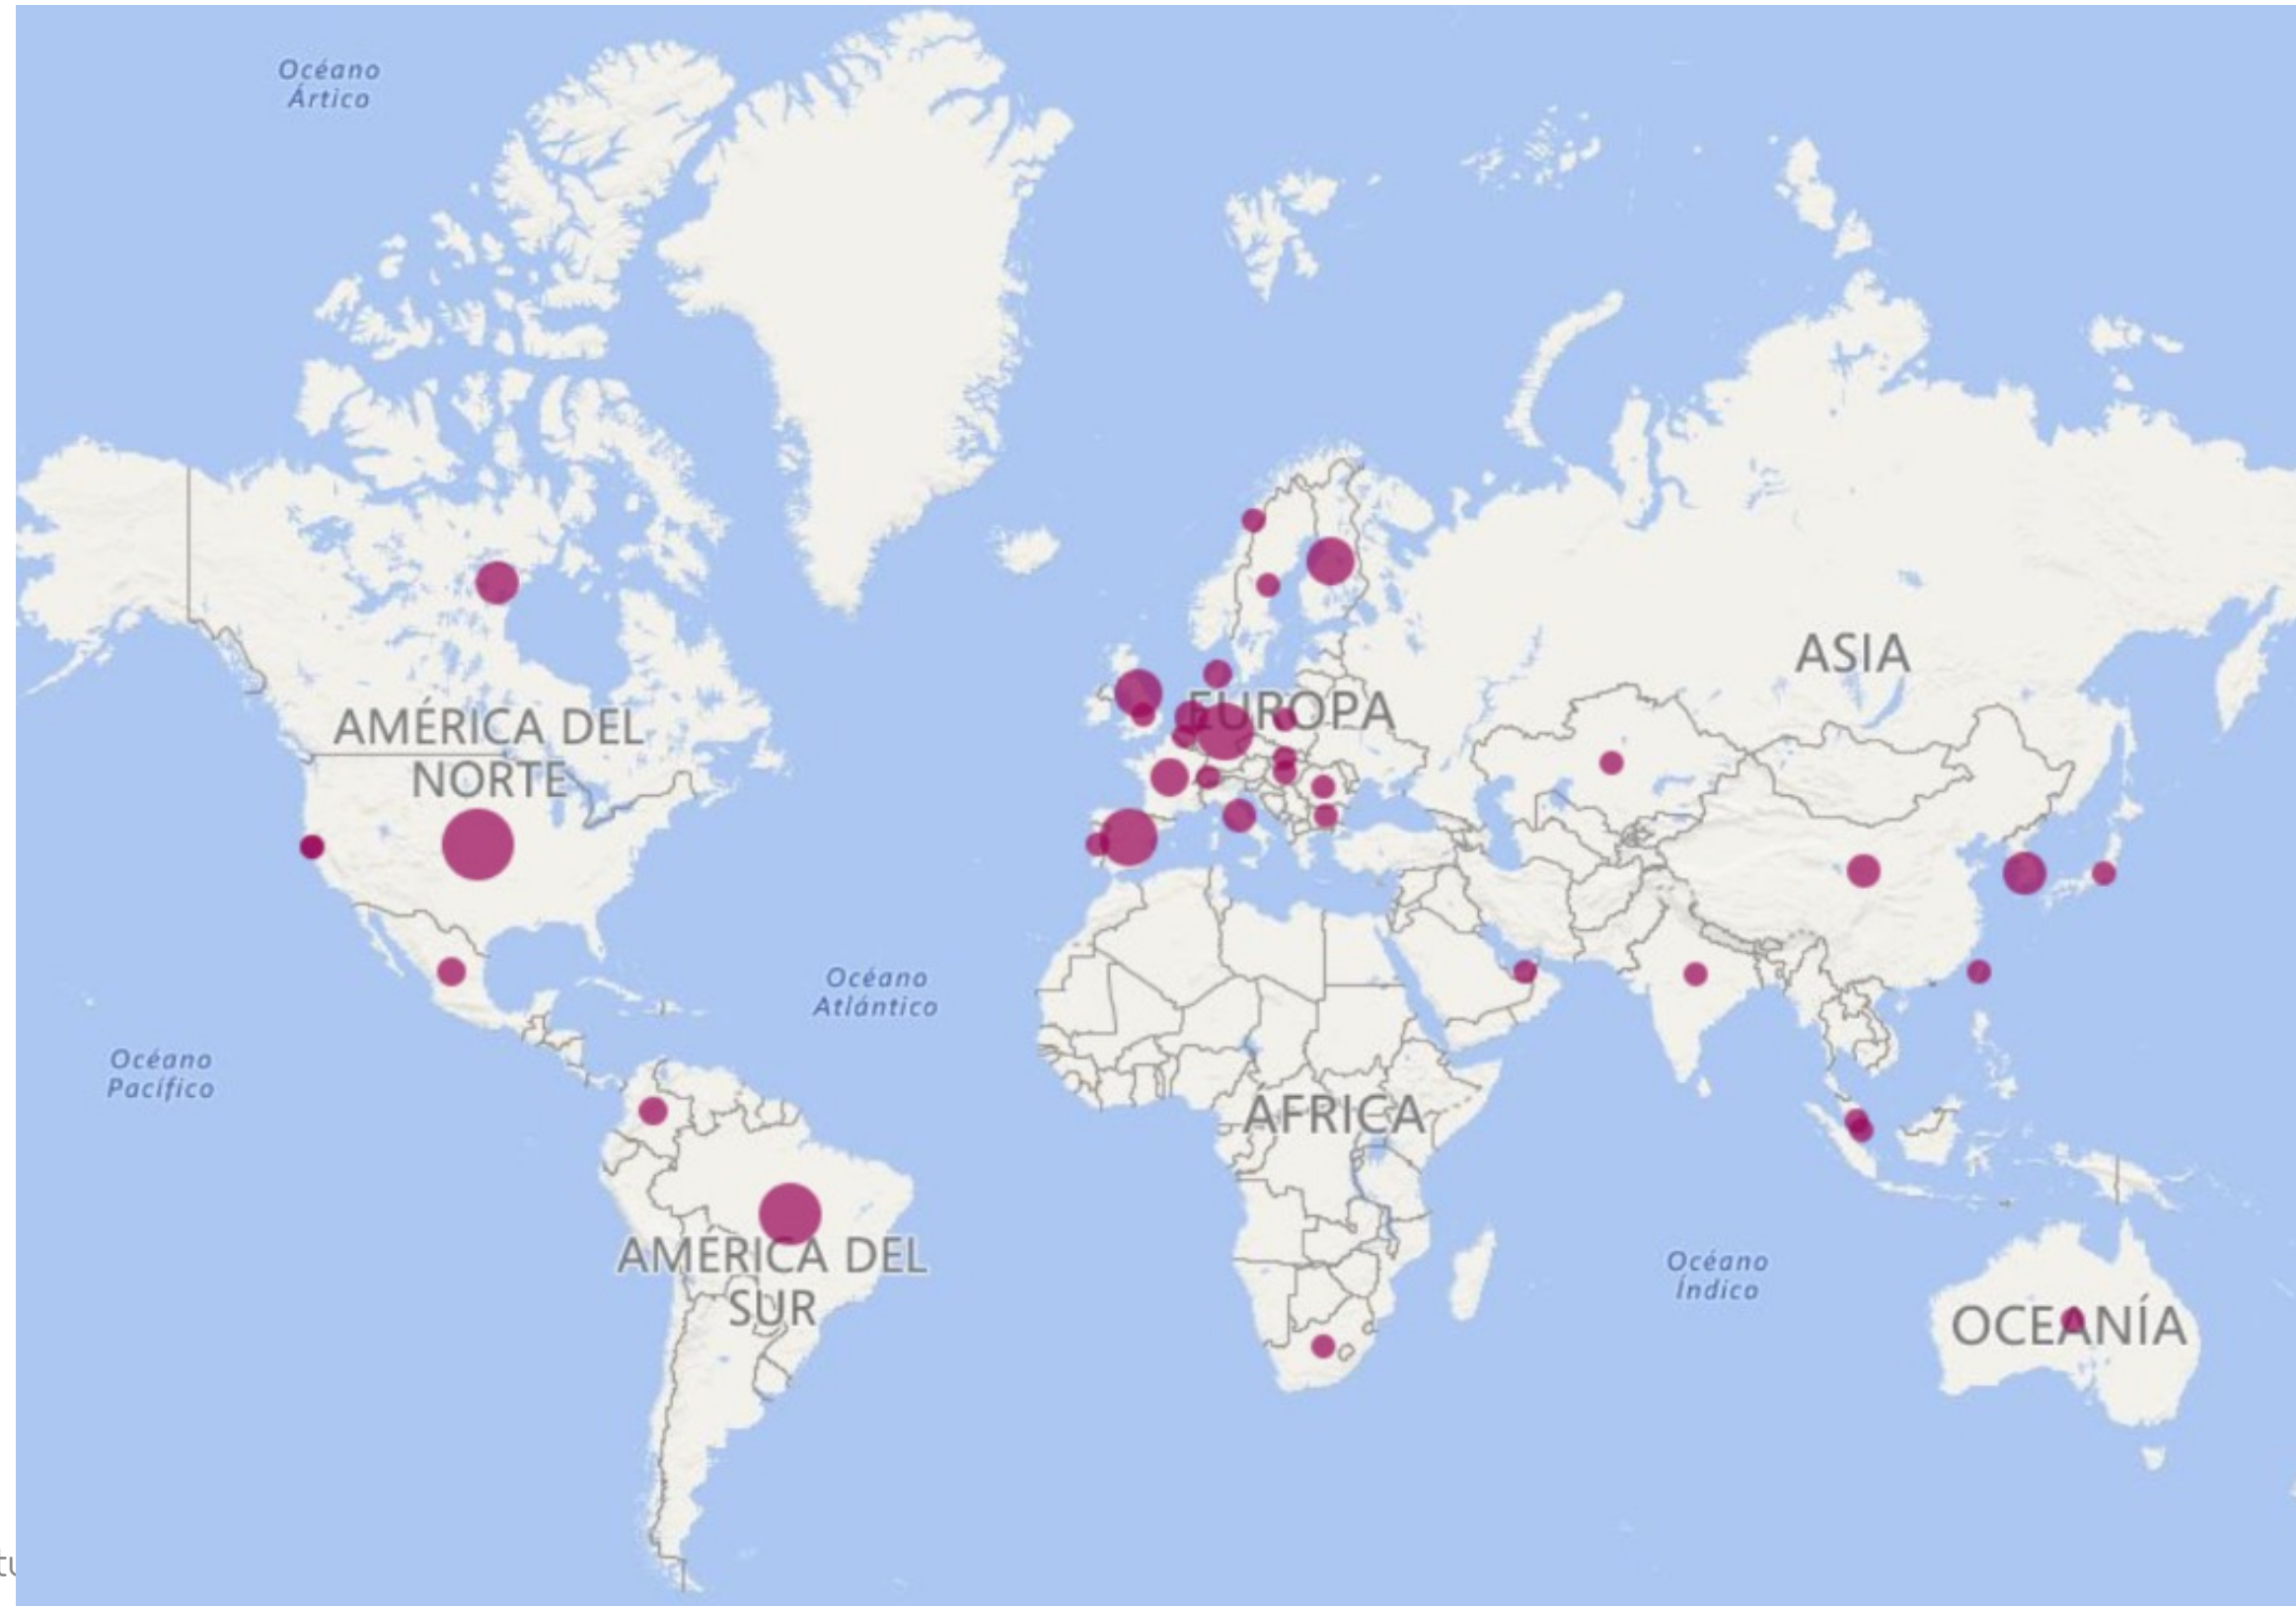 Océano
Ártico
ASIA
EUROPA
AMÉRICA DEL
NORTE
Océano
Atlántico
Océano
Pacífico
ÁFRICA
AMÉRICA DEL
SUR
Océano
Índico
OCEANÍA